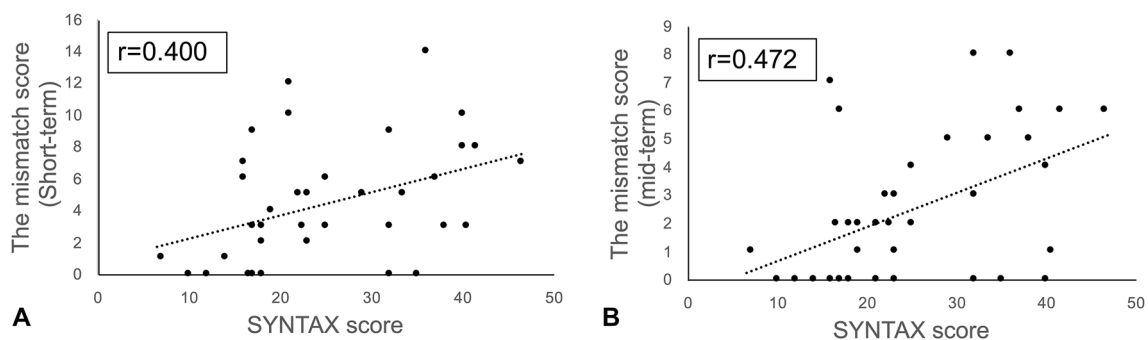 r=0.400
The mismatch score
(Short-term)
16
14
12
10
8
6
4
2
0
0 10 20 30 40 50
SYNTAX score
A
r=0.472
The mismatch score
(mid-term)
9
8
7
6
5
4
3
2
1
0
0 10 20 30 40 50
SYNTAX score
B